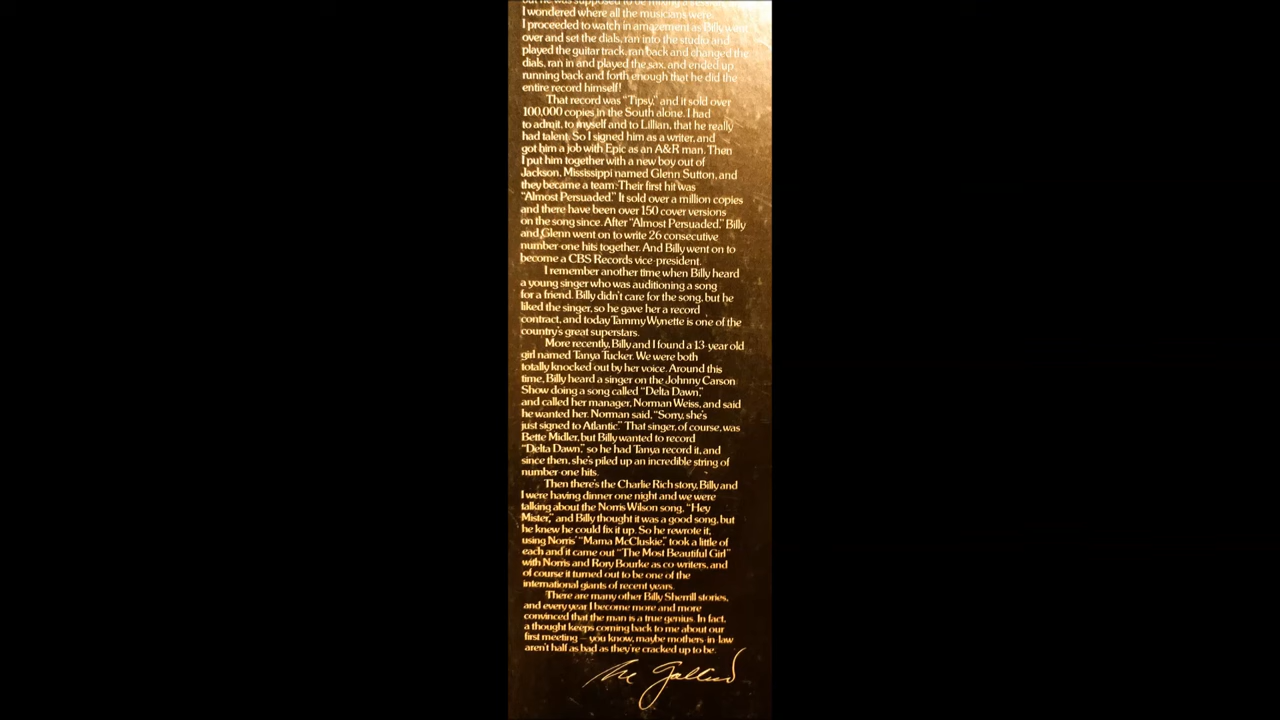 but he was supposed to be mixing a
I wondered where all the musicians were.
I proceeded to watch in amazement as Billy went
over and set the dials, ran into the studio and
played the guitar track, ran back and changed the
dials, ran in and played the sax, and ended up
running back and forth enough that he did the
entire record himself!
That record was "Tipsy," and it sold over
100,000 copies in the South alone. I had
to admit, to myself and to Lillian, that he really
had talent. So I signed him as a writer, and
got him a job with Epic as an A&R man. Then
I put him together with a new boy out of
Jackson, Mississippi named Glenn Sutton, and
they became a team. Their first hit was
"Almost Persuaded." It sold over a million copies
and there have been over 150 cover versions
on the song since. After "Almost Persuaded," Billy
and Glenn went on to write 26 consecutive
number-one hits together. And Billy went on to
become a CBS Records vice-president.
I remember another time when Billy heard
a young singer who was auditioning a song
for a friend. Billy didn't care for the song, but he
liked the singer, so he gave her a record
contract, and today Tammy Wynette is one of the
country's great superstars.
More recently, Billy and I found a 13-year old
girl named Tanya Tucker. We were both
totally knocked out by her voice. Around this
time, Billy heard a singer on the Johnny Carson
Show doing a song called "Delta Dawn,"
and called her manager, Norman Weiss, and said
he wanted her. Norman said, "Sorry, she's
just signed to Atlantic." That singer, of course, was
Bette Midler, but Billy wanted to record
"Delta Dawn," so he had Tanya record it, and
since then, she's piled up an incredible string of
number-one hits.
Then there's the Charlie Rich story, Billy and
I were having dinner one night and we were
talking about the Norris Wilson song, "Hey
Mister," and Billy thought it was a good song, but
he knew he could fix it up. So he rewrote it,
using Norris' "Mama McCluskie," took a little of
each and it came out "The Most Beautiful Girl"
with Norris and Rory Bourke as co-writers, and
of course it turned out to be one of the
international giants of recent years.
There are many other Billy Sherrill stories,
and every year I become more and more
convinced that the man is a true genius. In fact,
a thought keeps coming back to me about our
first meeting – you know, maybe mothers-in-law
aren't half as bad as they're cracked up to be.